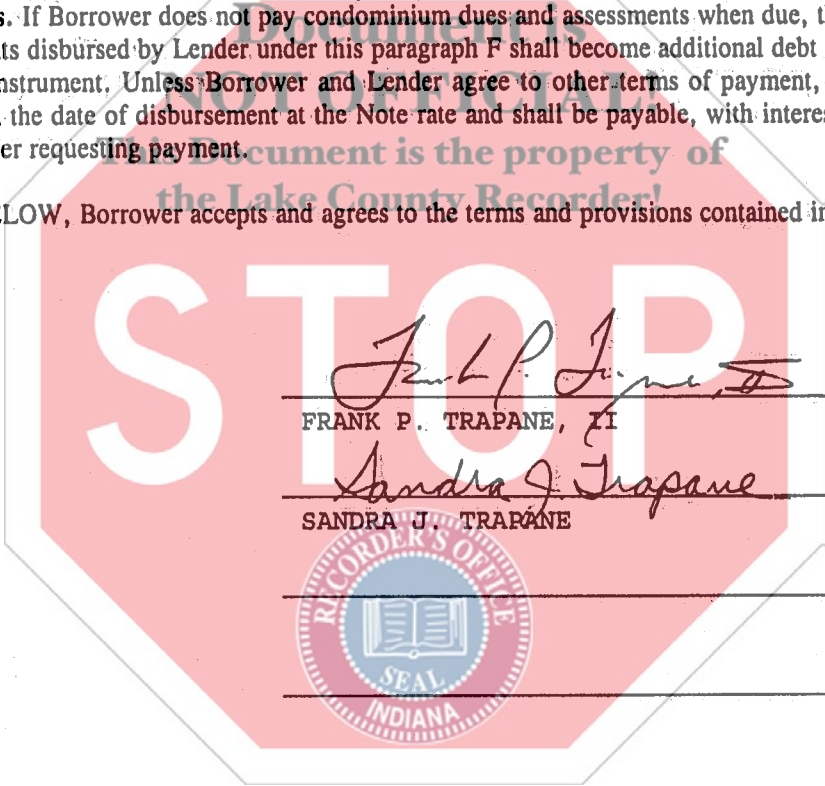 s. If Borrower does not pay condominium dues and assessments when due, t
Document is
ts disbursed by Lender under this paragraph F shall become additional debt
nstrument. Unless Borrower and Lender agree to other terms of payment,
NOT OFFICIAL!
the date of disbursement at the Note rate and shall be payable, with interes
er requesting payment.
This Document is the property of
the Lake County Recorder!
ELOW, Borrower accepts and agrees to the terms and provisions contained in
STOP
Frank P. Trapane, II
FRANK P. TRAPANE, II
Sandra J. Trapane
SANDRA J. TRAPANE
RECORDER'S OFFICE
SEAL
INDIANA